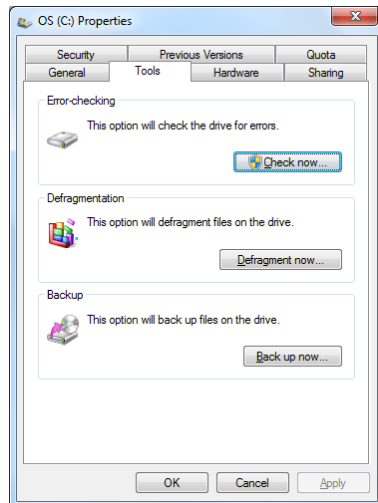 OS (C:) Properties
Security Previous Versions Quota
General Tools Hardware Sharing
Error-checking
This option will check the drive for errors.
Check now...
Defragmentation
This option will defragment files on the drive.
Defragment now...
Backup
This option will back up files on the drive.
Back up now...
OK Cancel Apply